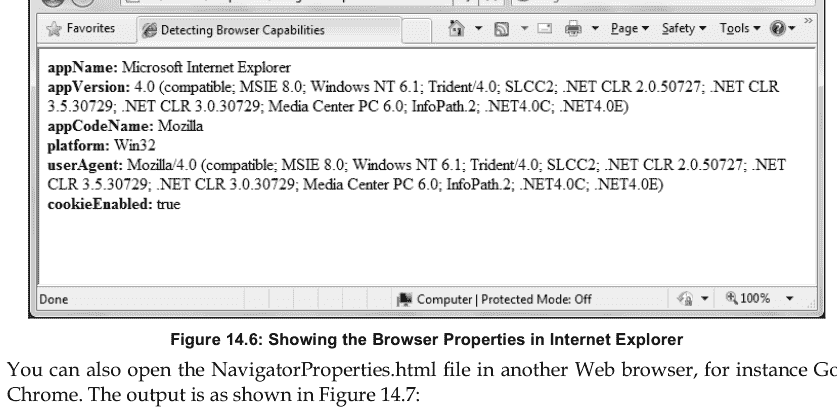 Favorites Detecting Browser Capabilities Page Safety Tools
appName: Microsoft Internet Explorer
appVersion: 4.0 (compatible; MSIE 8.0; Windows NT 6.1; Trident/4.0; SLCC2; .NET CLR 2.0.50727; .NET CLR
3.5.30729; .NET CLR 3.0.30729; Media Center PC 6.0; InfoPath.2; .NET4.0C; .NET4.0E)
appCodeName: Mozilla
platform: Win32
userAgent: Mozilla/4.0 (compatible; MSIE 8.0; Windows NT 6.1; Trident/4.0; SLCC2; .NET CLR 2.0.50727; .NET
CLR 3.5.30729; .NET CLR 3.0.30729; Media Center PC 6.0; InfoPath.2; .NET4.0C; .NET4.0E)
cookieEnabled: true
Done Computer | Protected Mode: Off 100%
Figure 14.6: Showing the Browser Properties in Internet Explorer
You can also open the NavigatorProperties.html file in another Web browser, for instance Go
Chrome. The output is as shown in Figure 14.7: